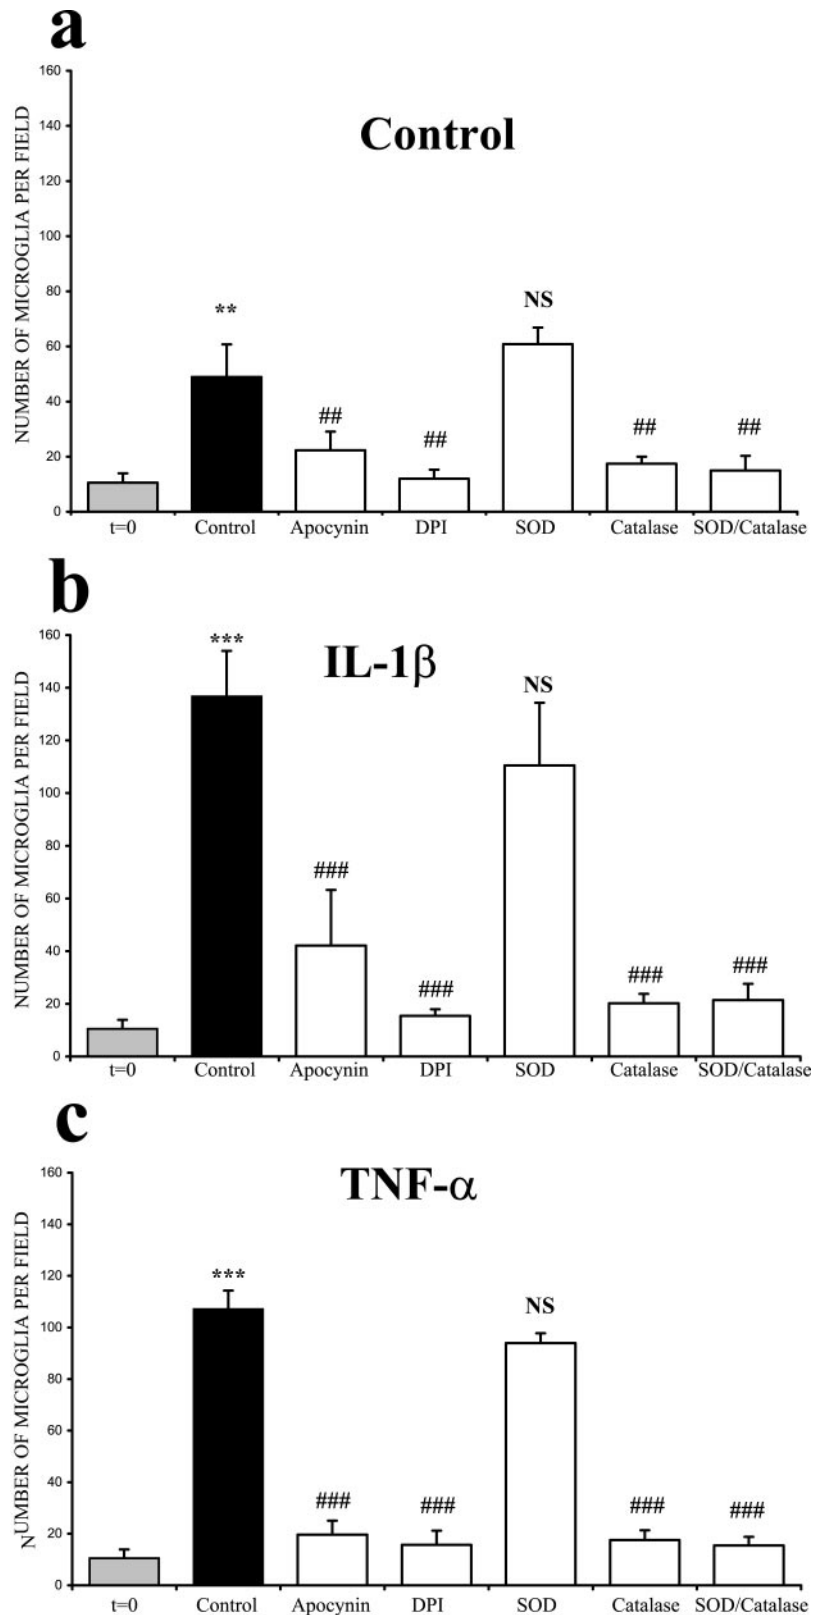 a
160
140
120
100
80
60
40
20
0
NUMBER OF MICROGLIA PER FIELD
Control
**
##
##
NS
##
##
t=0 Control Apocynin DPI SOD Catalase SOD/Catalase
b
160
140
120
100
80
60
40
20
0
NUMBER OF MICROGLIA PER FIELD
IL-1β
***
###
###
NS
###
###
t=0 Control Apocynin DPI SOD Catalase SOD/Catalase
c
160
140
120
100
80
60
40
20
0
NUMBER OF MICROGLIA PER FIELD
TNF-α
***
###
###
NS
###
###
t=0 Control Apocynin DPI SOD Catalase SOD/Catalase